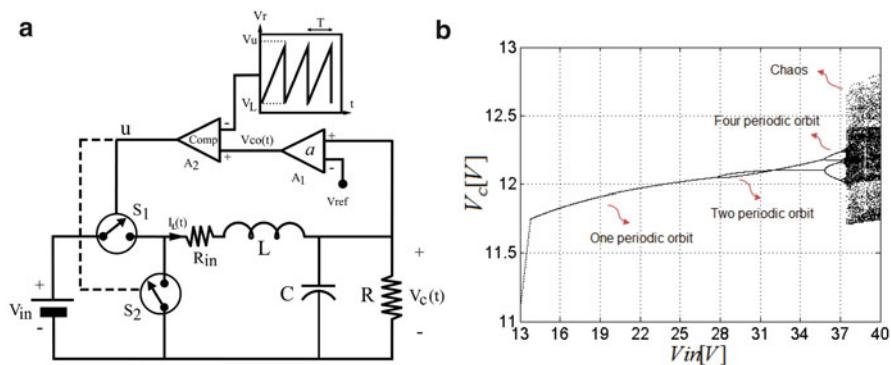 a
Vr
T
Vu
VL
t
u
Comp
A2
-
+
Vco(t)
a
A1
+
-
Vref
S1
IL(t)
Rin
L
S2
+
Vin
-
C
R
+
Vc(t)
-
b
13
12.5
12
11.5
11
Vc[V]
Chaos
Four periodic orbit
Two periodic orbit
One periodic orbit
13 16 19 22 25 28 31 34 37 40
Vin[V]